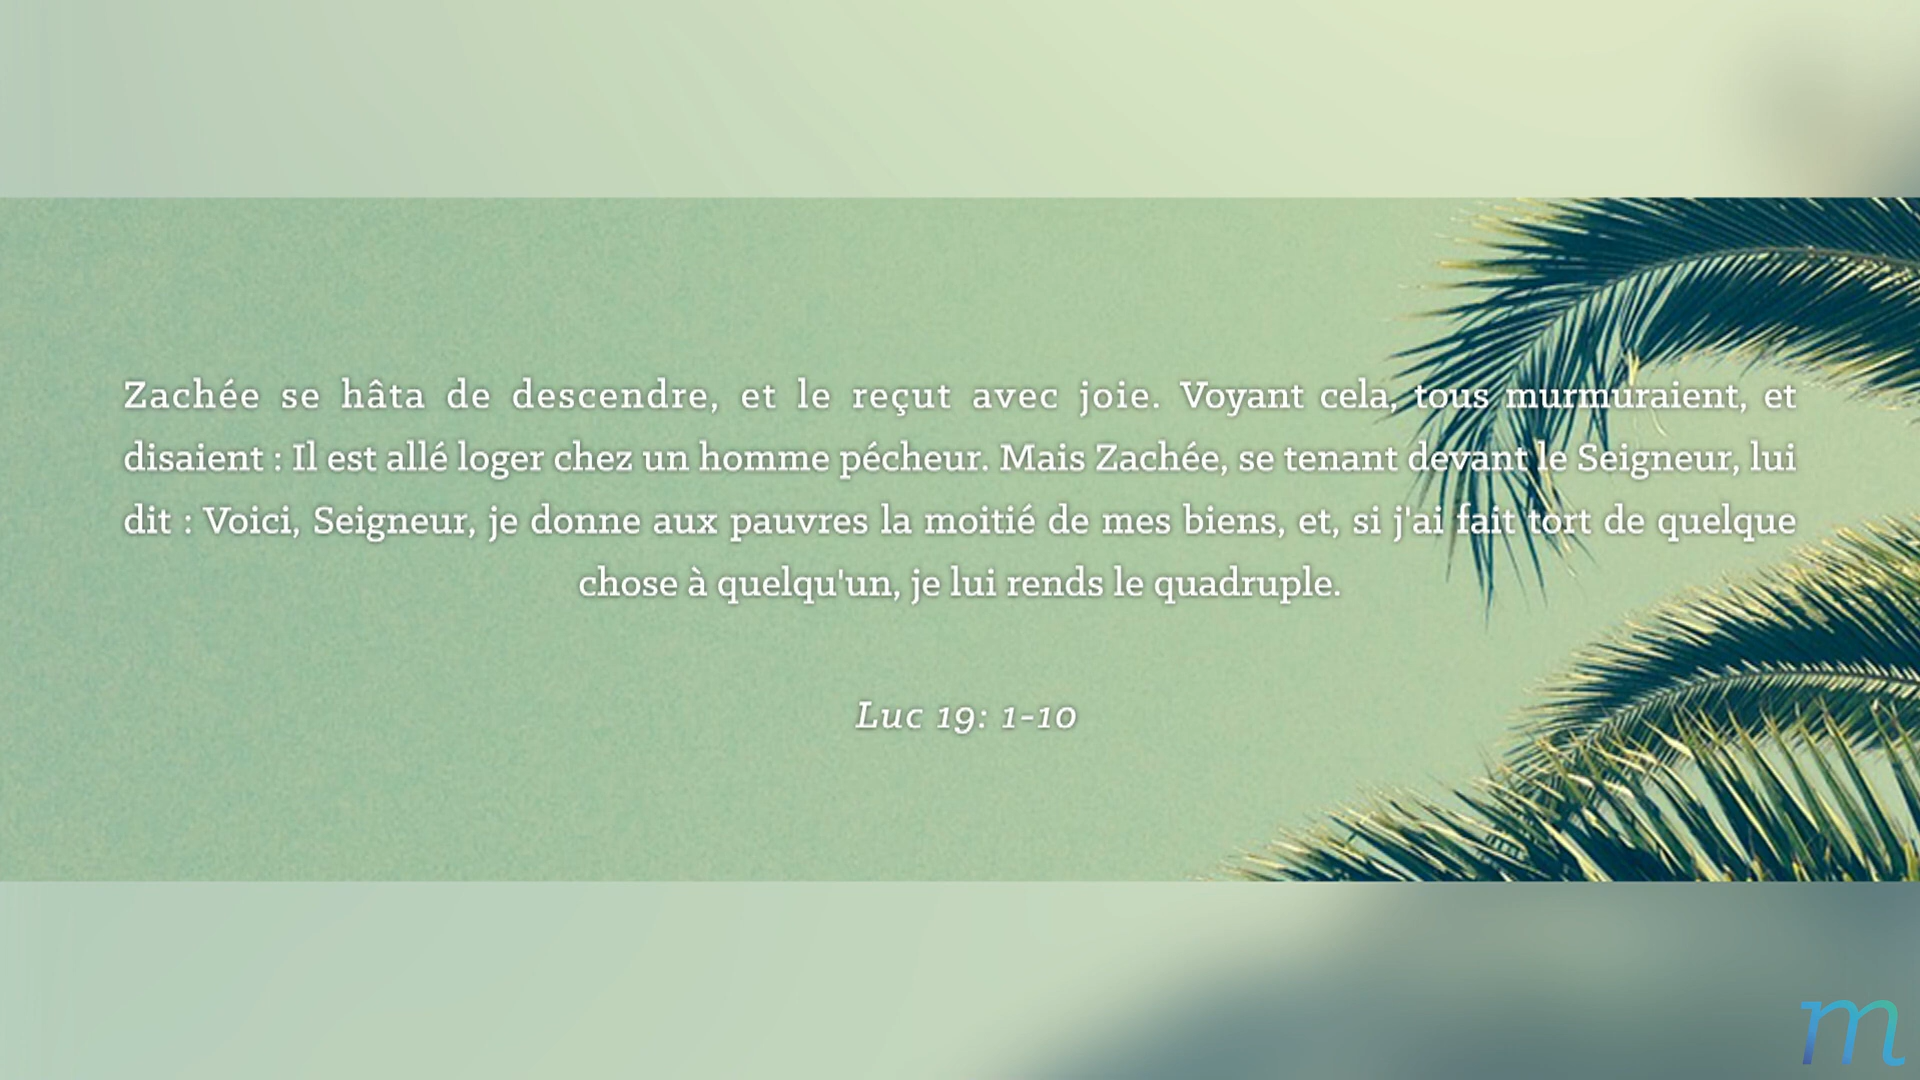 Zachée se hâta de descendre, et le reçut avec joie. Voyant cela, tous murmuraient, et
disaient : Il est allé loger chez un homme pécheur. Mais Zachée, se tenant devant le Seigneur, lui
dit : Voici, Seigneur, je donne aux pauvres la moitié de mes biens, et, si j'ai fait tort de quelque
chose à quelqu'un, je lui rends le quadruple.
Luc 19: 1-10
m